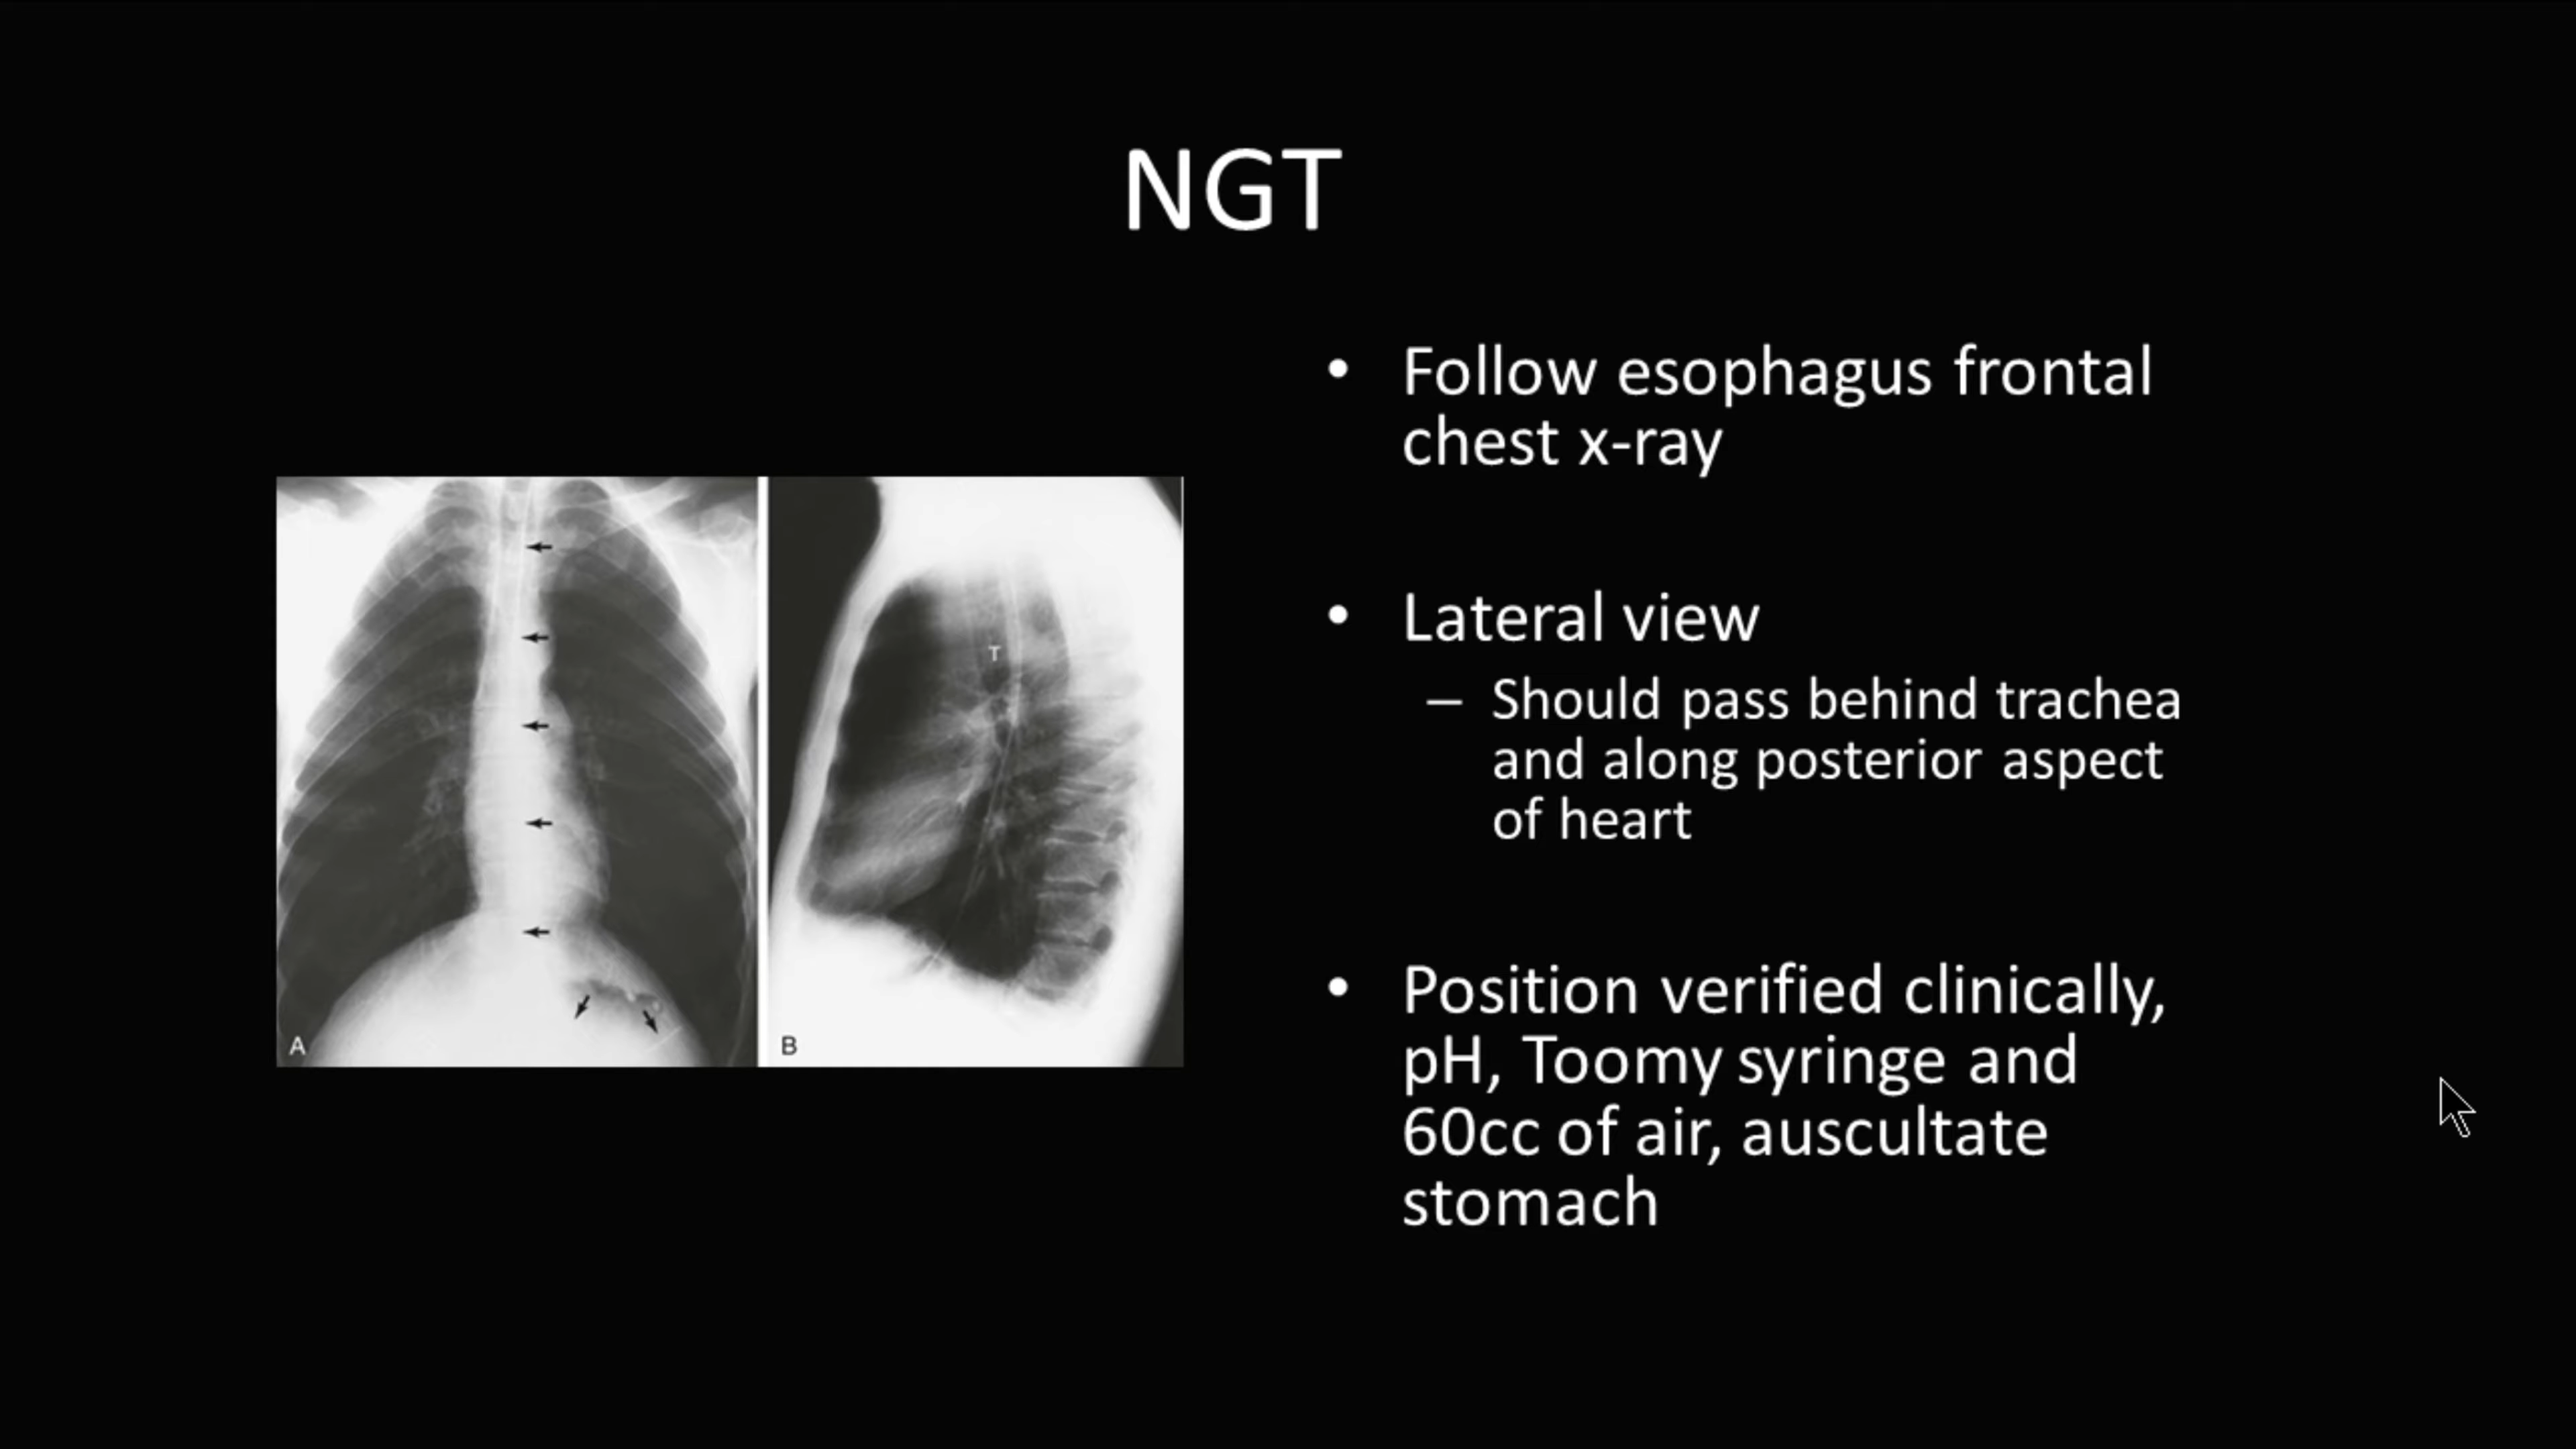 NGT
• Follow esophagus frontal
chest x-ray
• Lateral view
– Should pass behind trachea
and along posterior aspect
of heart
• Position verified clinically,
pH, Toomy syringe and
60cc of air, auscultate
stomach
T
A
B